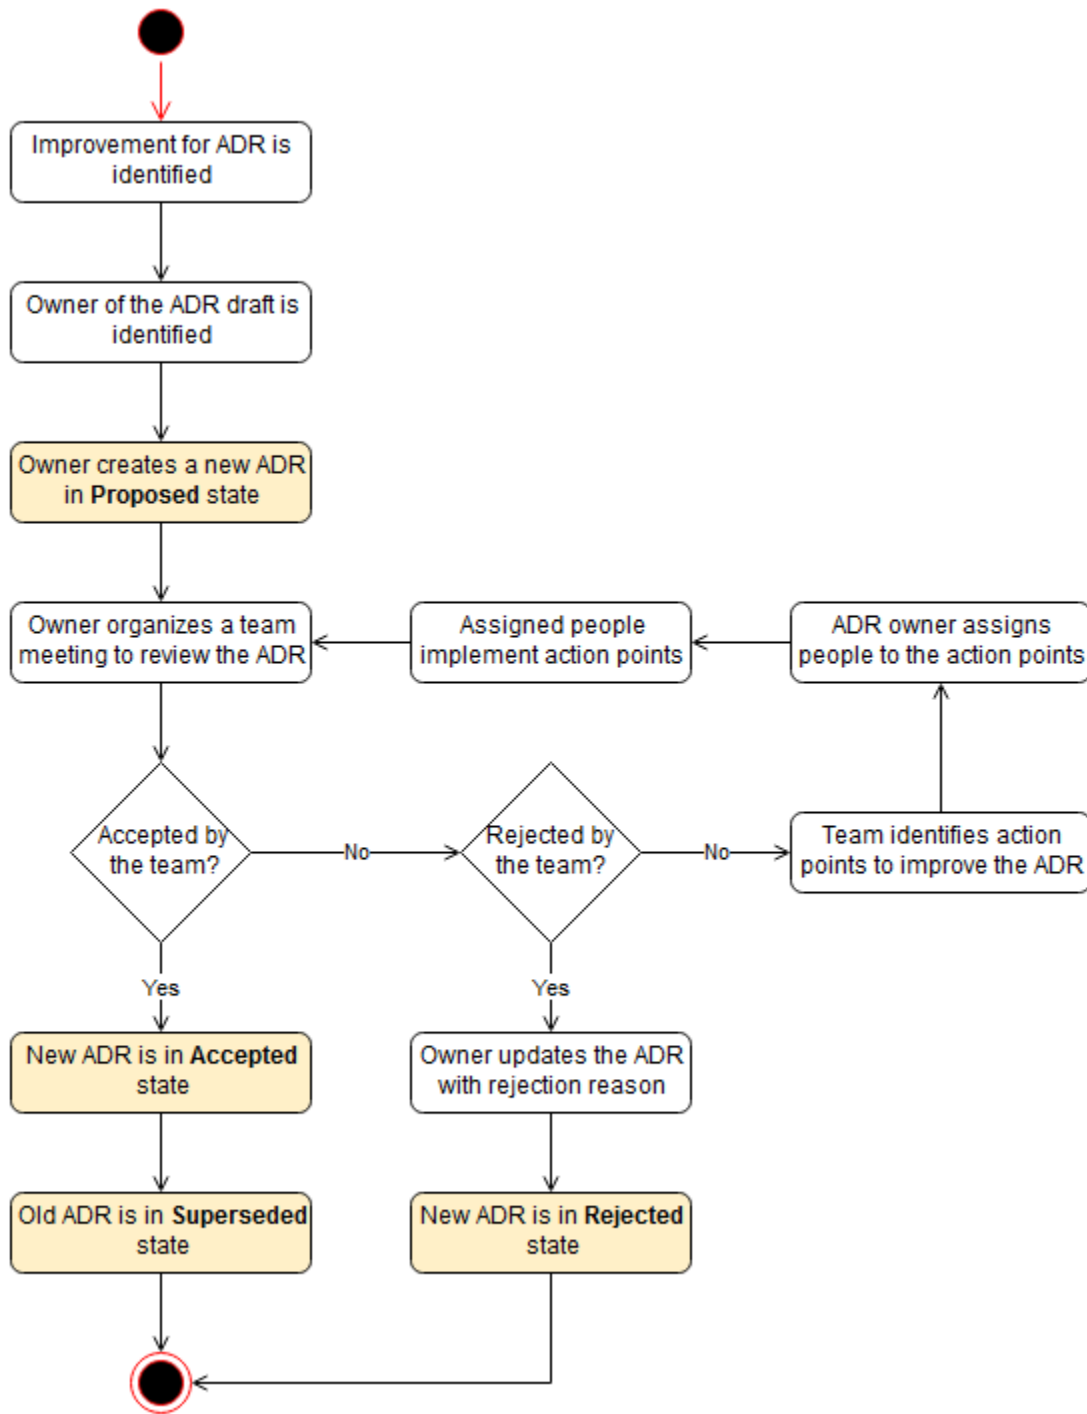 Improvement for ADR is
identified
Owner of the ADR draft is
identified
Owner creates a new ADR
in Proposed state
Owner organizes a team
meeting to review the ADR
Assigned people
implement action points
ADR owner assigns
people to the action points
Accepted by
the team?
No
Rejected by
the team?
No
Team identifies action
points to improve the ADR
Yes
Yes
New ADR is in Accepted
state
Owner updates the ADR
with rejection reason
Old ADR is in Superseded
state
New ADR is in Rejected
state